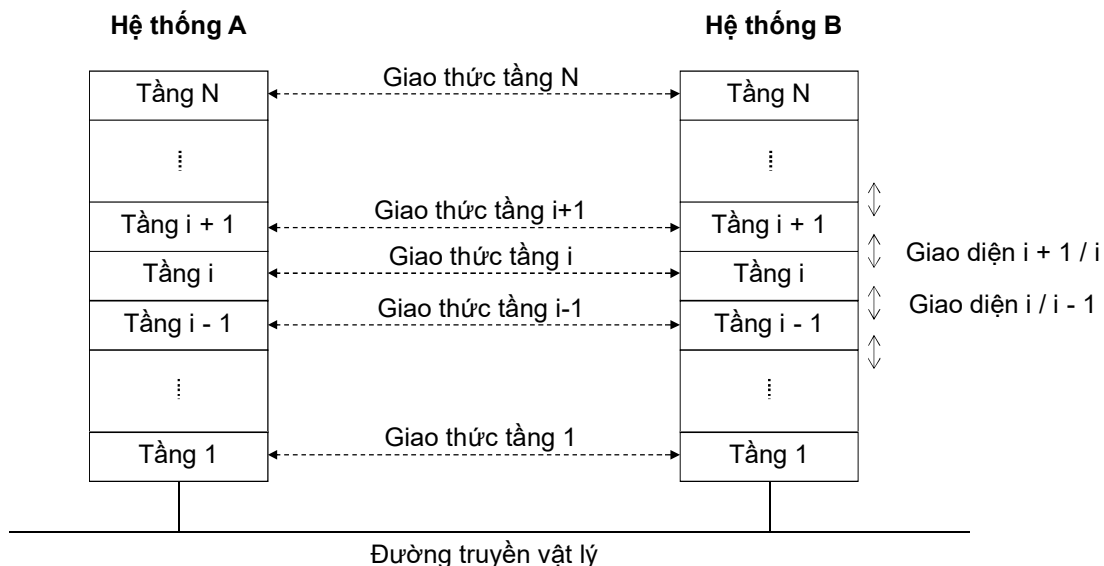 Hệ thống A
Hệ thống B
Tầng N
Giao thức tầng N
Tầng N
Tầng i + 1
Giao thức tầng i+1
Tầng i + 1
Giao diện i + 1 / i
Tầng i
Giao thức tầng i
Tầng i
Giao diện i / i - 1
Tầng i - 1
Giao thức tầng i-1
Tầng i - 1
Tầng 1
Giao thức tầng 1
Tầng 1
Đường truyền vật lý